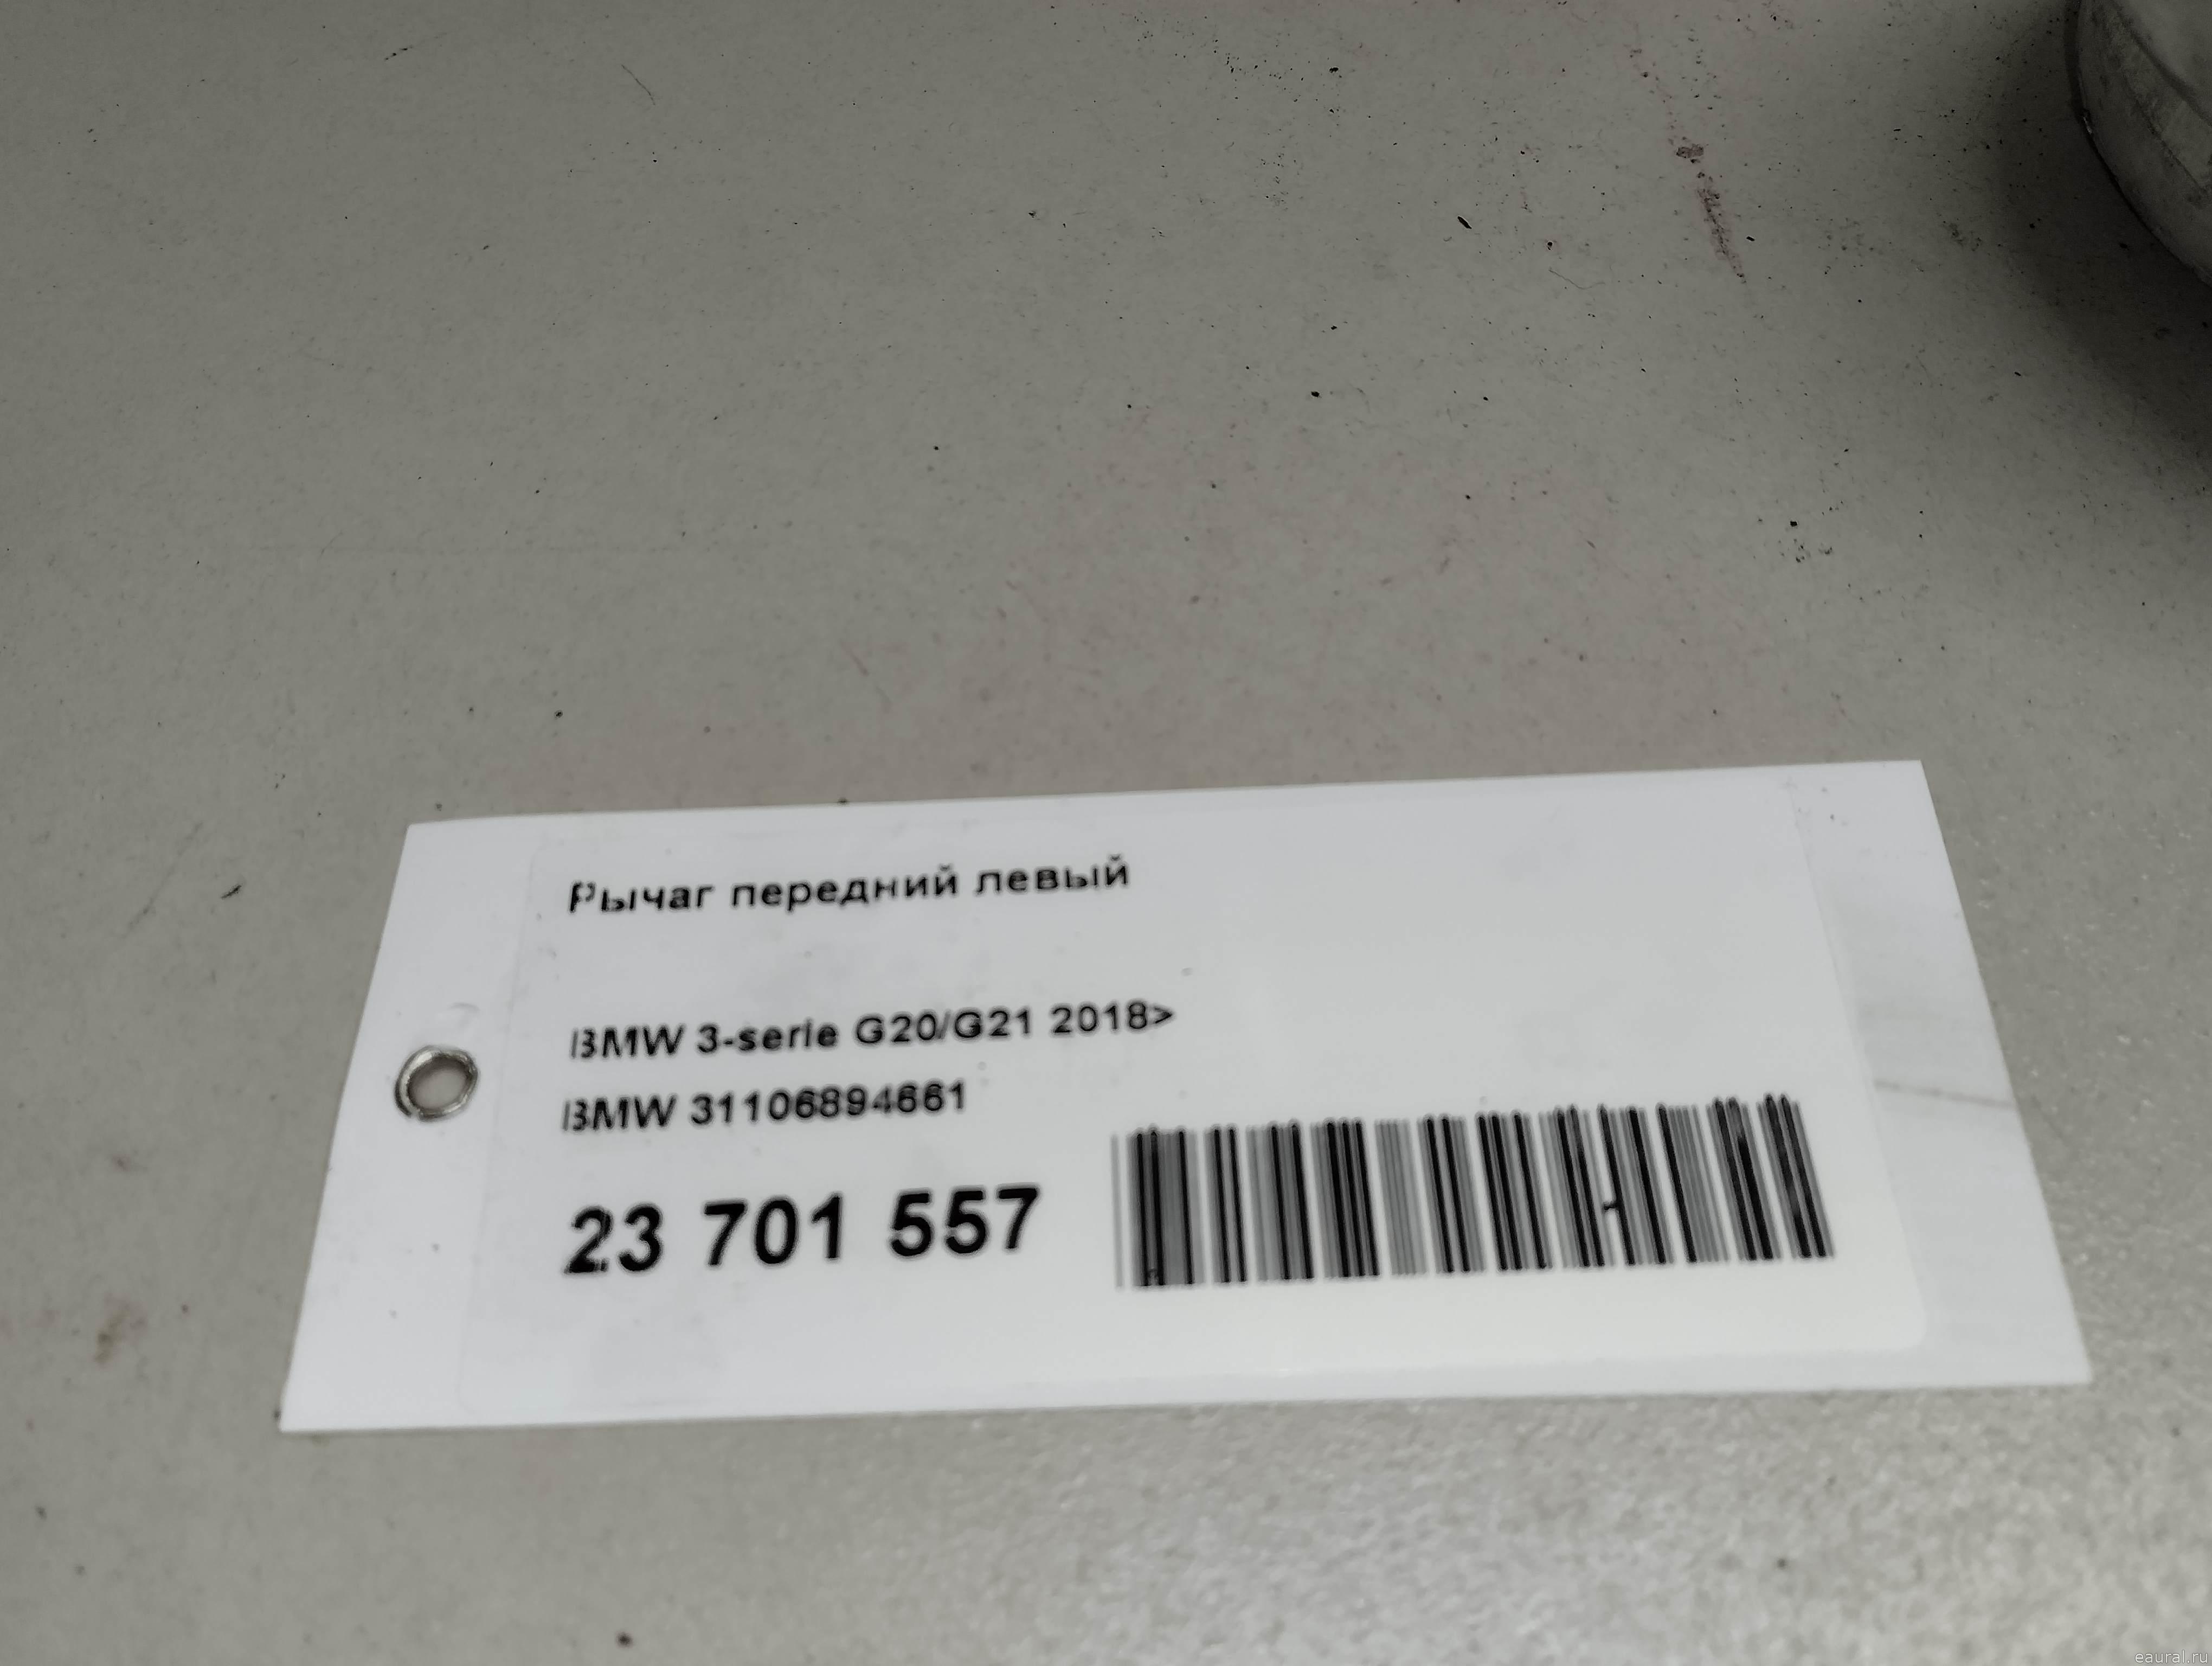 Рычаг передний левый
BMW 3-serie G20/G21 2018>
BMW 31106894661
23 701 557
eaural.ru